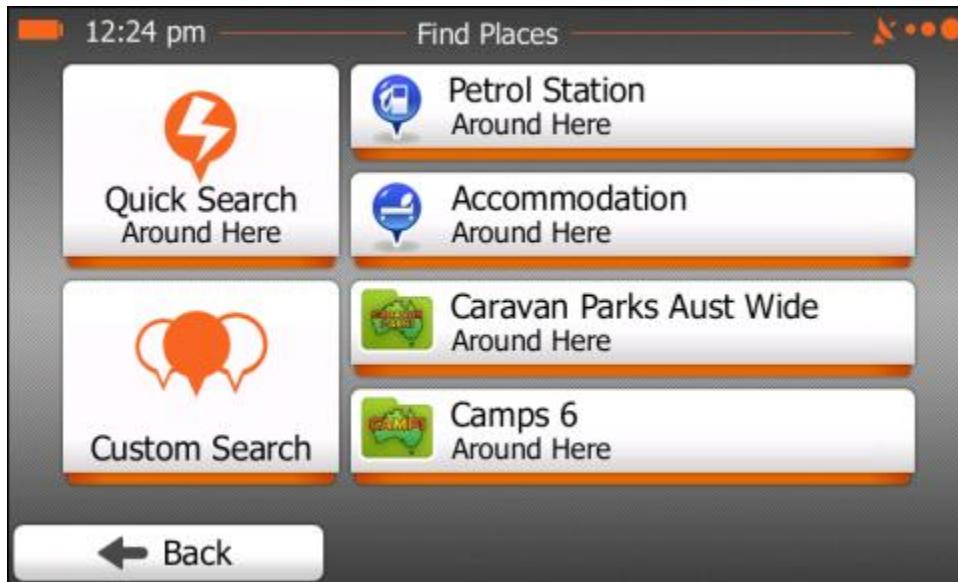 12:24 pm
Find Places
Quick Search
Around Here
Custom Search
Petrol Station
Around Here
Accommodation
Around Here
Caravan Parks Aust Wide
Around Here
CAMPS
Camps 6
Around Here
Back